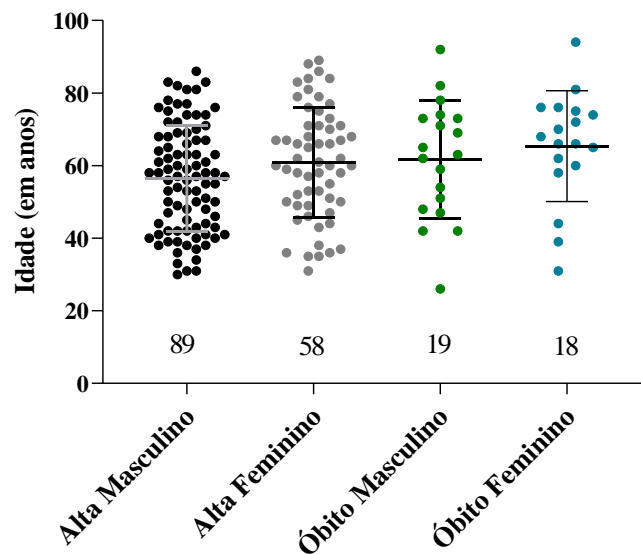 Idade (em anos)
100
80
60
40
20
0
89
58
19
18
Alta Masculino
Alta Feminino
Óbito Masculino
Óbito Feminino